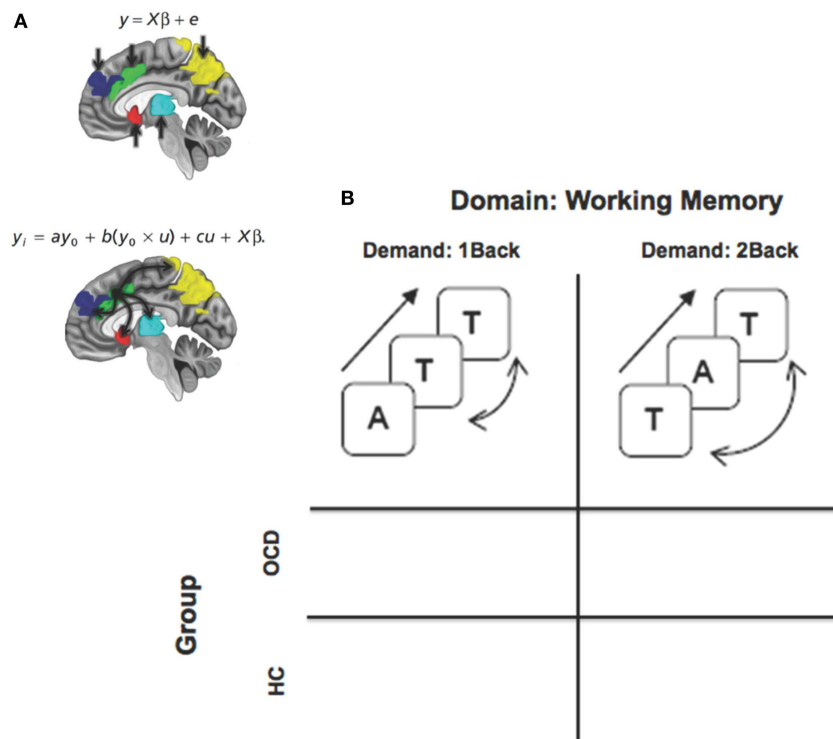 A
y = Xβ + e
yᵢ = ay₀ + b(y₀ × u) + cu + Xβ.
B
Domain: Working Memory
Demand: 1Back
Demand: 2Back
T
T
A
T
A
T
Group
OCD
HC